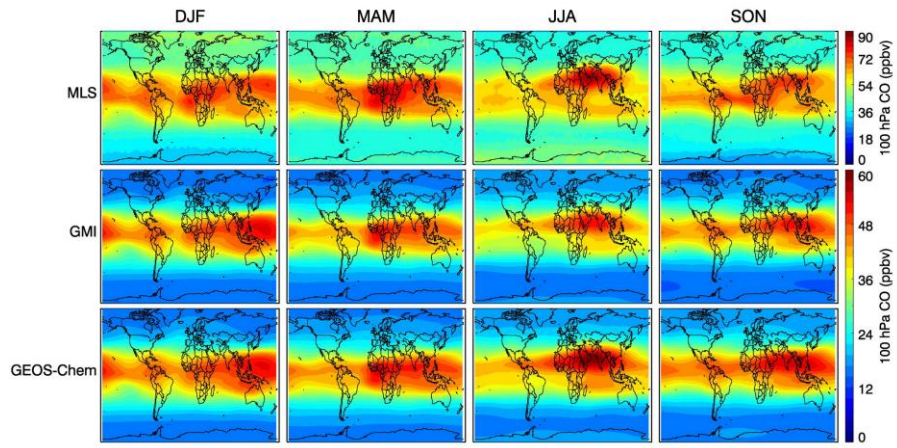 DJF MAM JJA SON
MLS
90
72
54
36
18
0
100 hPa CO (ppbv)
GMI
GEOS-Chem
60
48
36
24
12
0
100 hPa CO (ppbv)